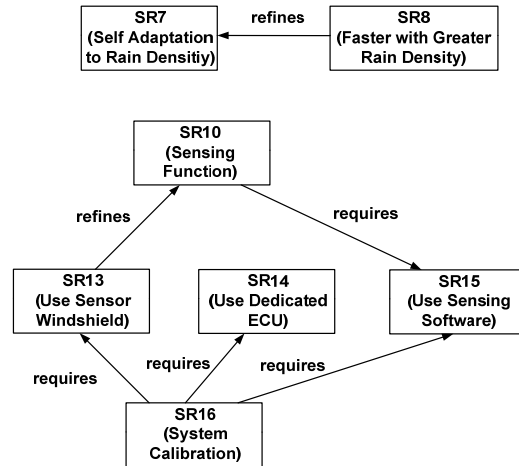 SR7
(Self Adaptation
to Rain Densitiy)
refines
SR8
(Faster with Greater
Rain Density)
SR10
(Sensing
Function)
refines
requires
SR13
(Use Sensor
Windshield)
SR14
(Use Dedicated
ECU)
SR15
(Use Sensing
Software)
requires
requires
requires
SR16
(System
Calibration)